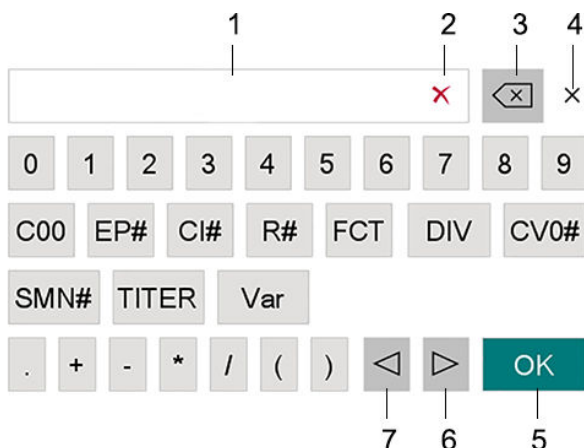 1 2 3 4
0 1 2 3 4 5 6 7 8 9
C00 EP# CI# R# FCT DIV CV0#
SMN# TITER Var
. + - * / ( ) OK
7 6 5